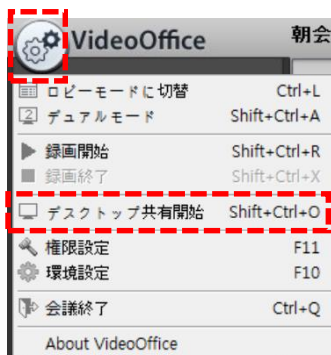 VideoOffice 朝会
ロビーモードに切替 Ctrl+L
2 デュアルモード Shift+Ctrl+A
録画開始 Shift+Ctrl+R
録画終了 Shift+Ctrl+X
デスクトップ共有開始 Shift+Ctrl+O
権限設定 F11
環境設定 F10
会議終了 Ctrl+Q
About VideoOffice